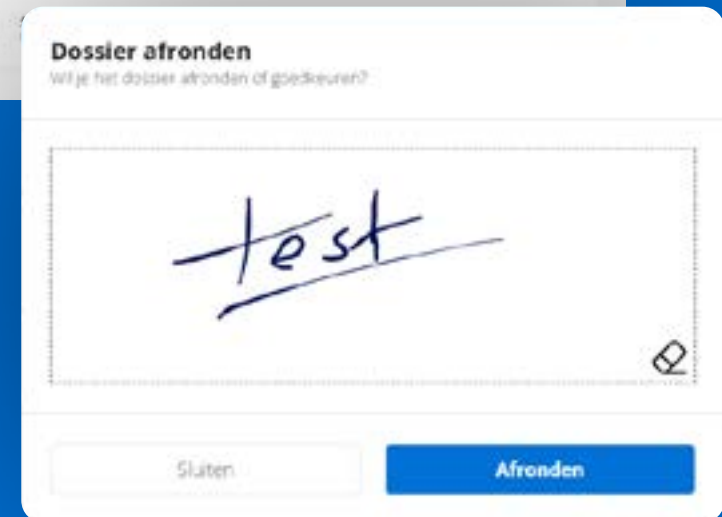 Dossier afronden
Wil je het dossier afronden of goedkeuren?
test
Sluiten
Afronden